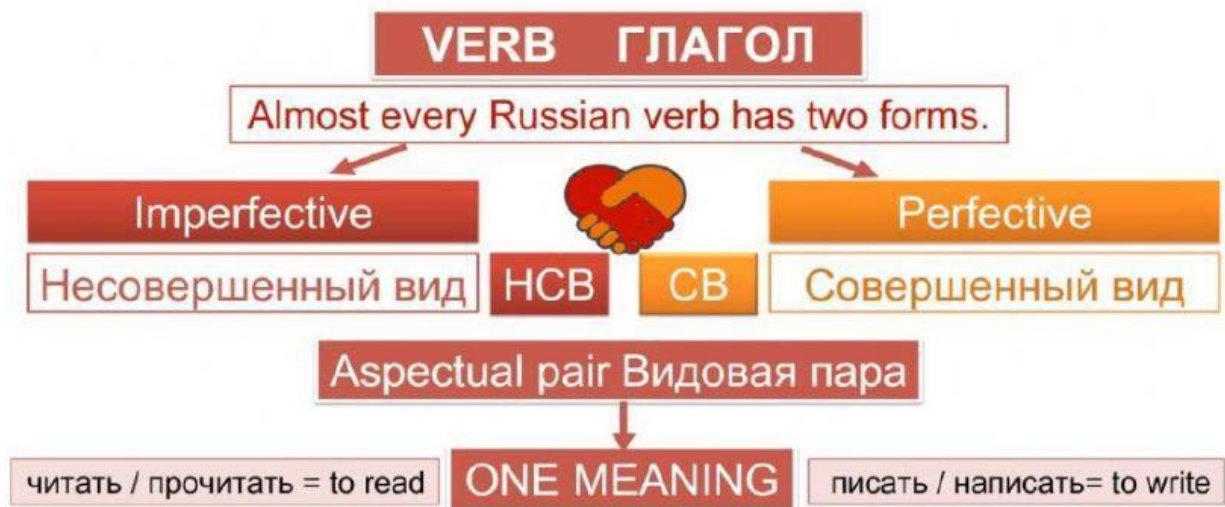 VERB ГЛАГОЛ
Almost every Russian verb has two forms.
Imperfective
Perfective
Несовершенный вид
НСВ
СВ
Совершенный вид
Aspectual pair Видовая пара
читать / прочитать = to read
ONE MEANING
писать / написать= to write